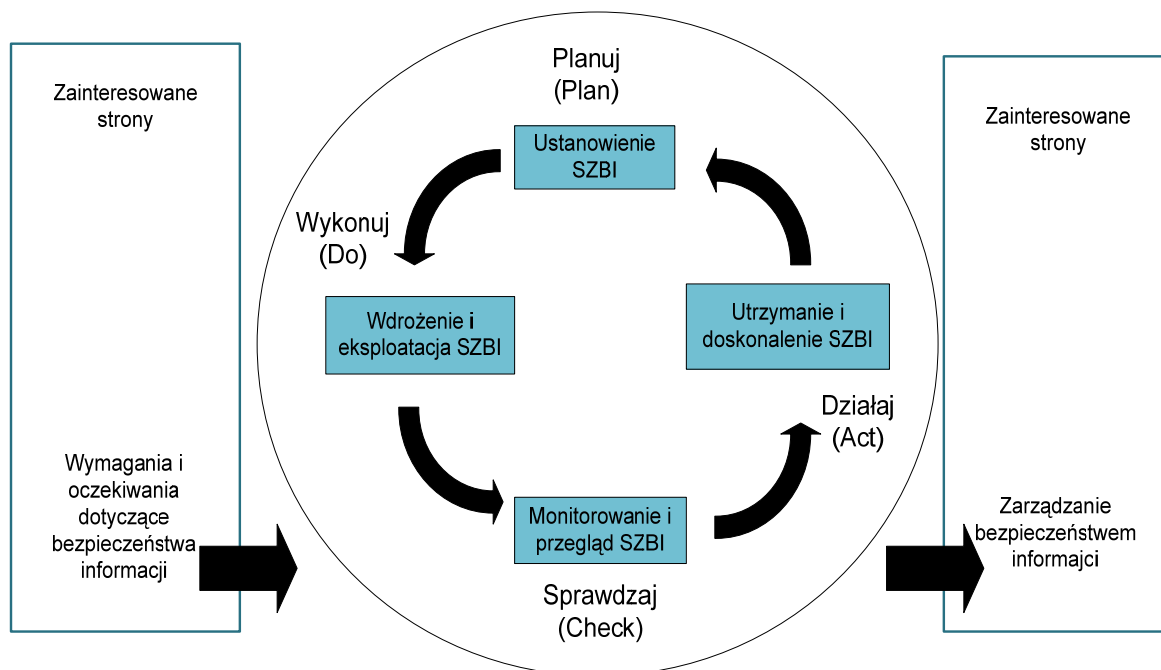 Zainteresowane
strony
Wymagania i
oczekiwania
dotyczące
bezpieczeństwa
informacji
Planuj
(Plan)
Ustanowienie
SZBI
Wykonuj
(Do)
Wdrożenie i
eksploatacja SZBI
Utrzymanie i
doskonalenie SZBI
Działaj
(Act)
Monitorowanie i
przegląd SZBI
Sprawdzaj
(Check)
Zainteresowane
strony
Zarządzanie
bezpieczeństwem
informajci